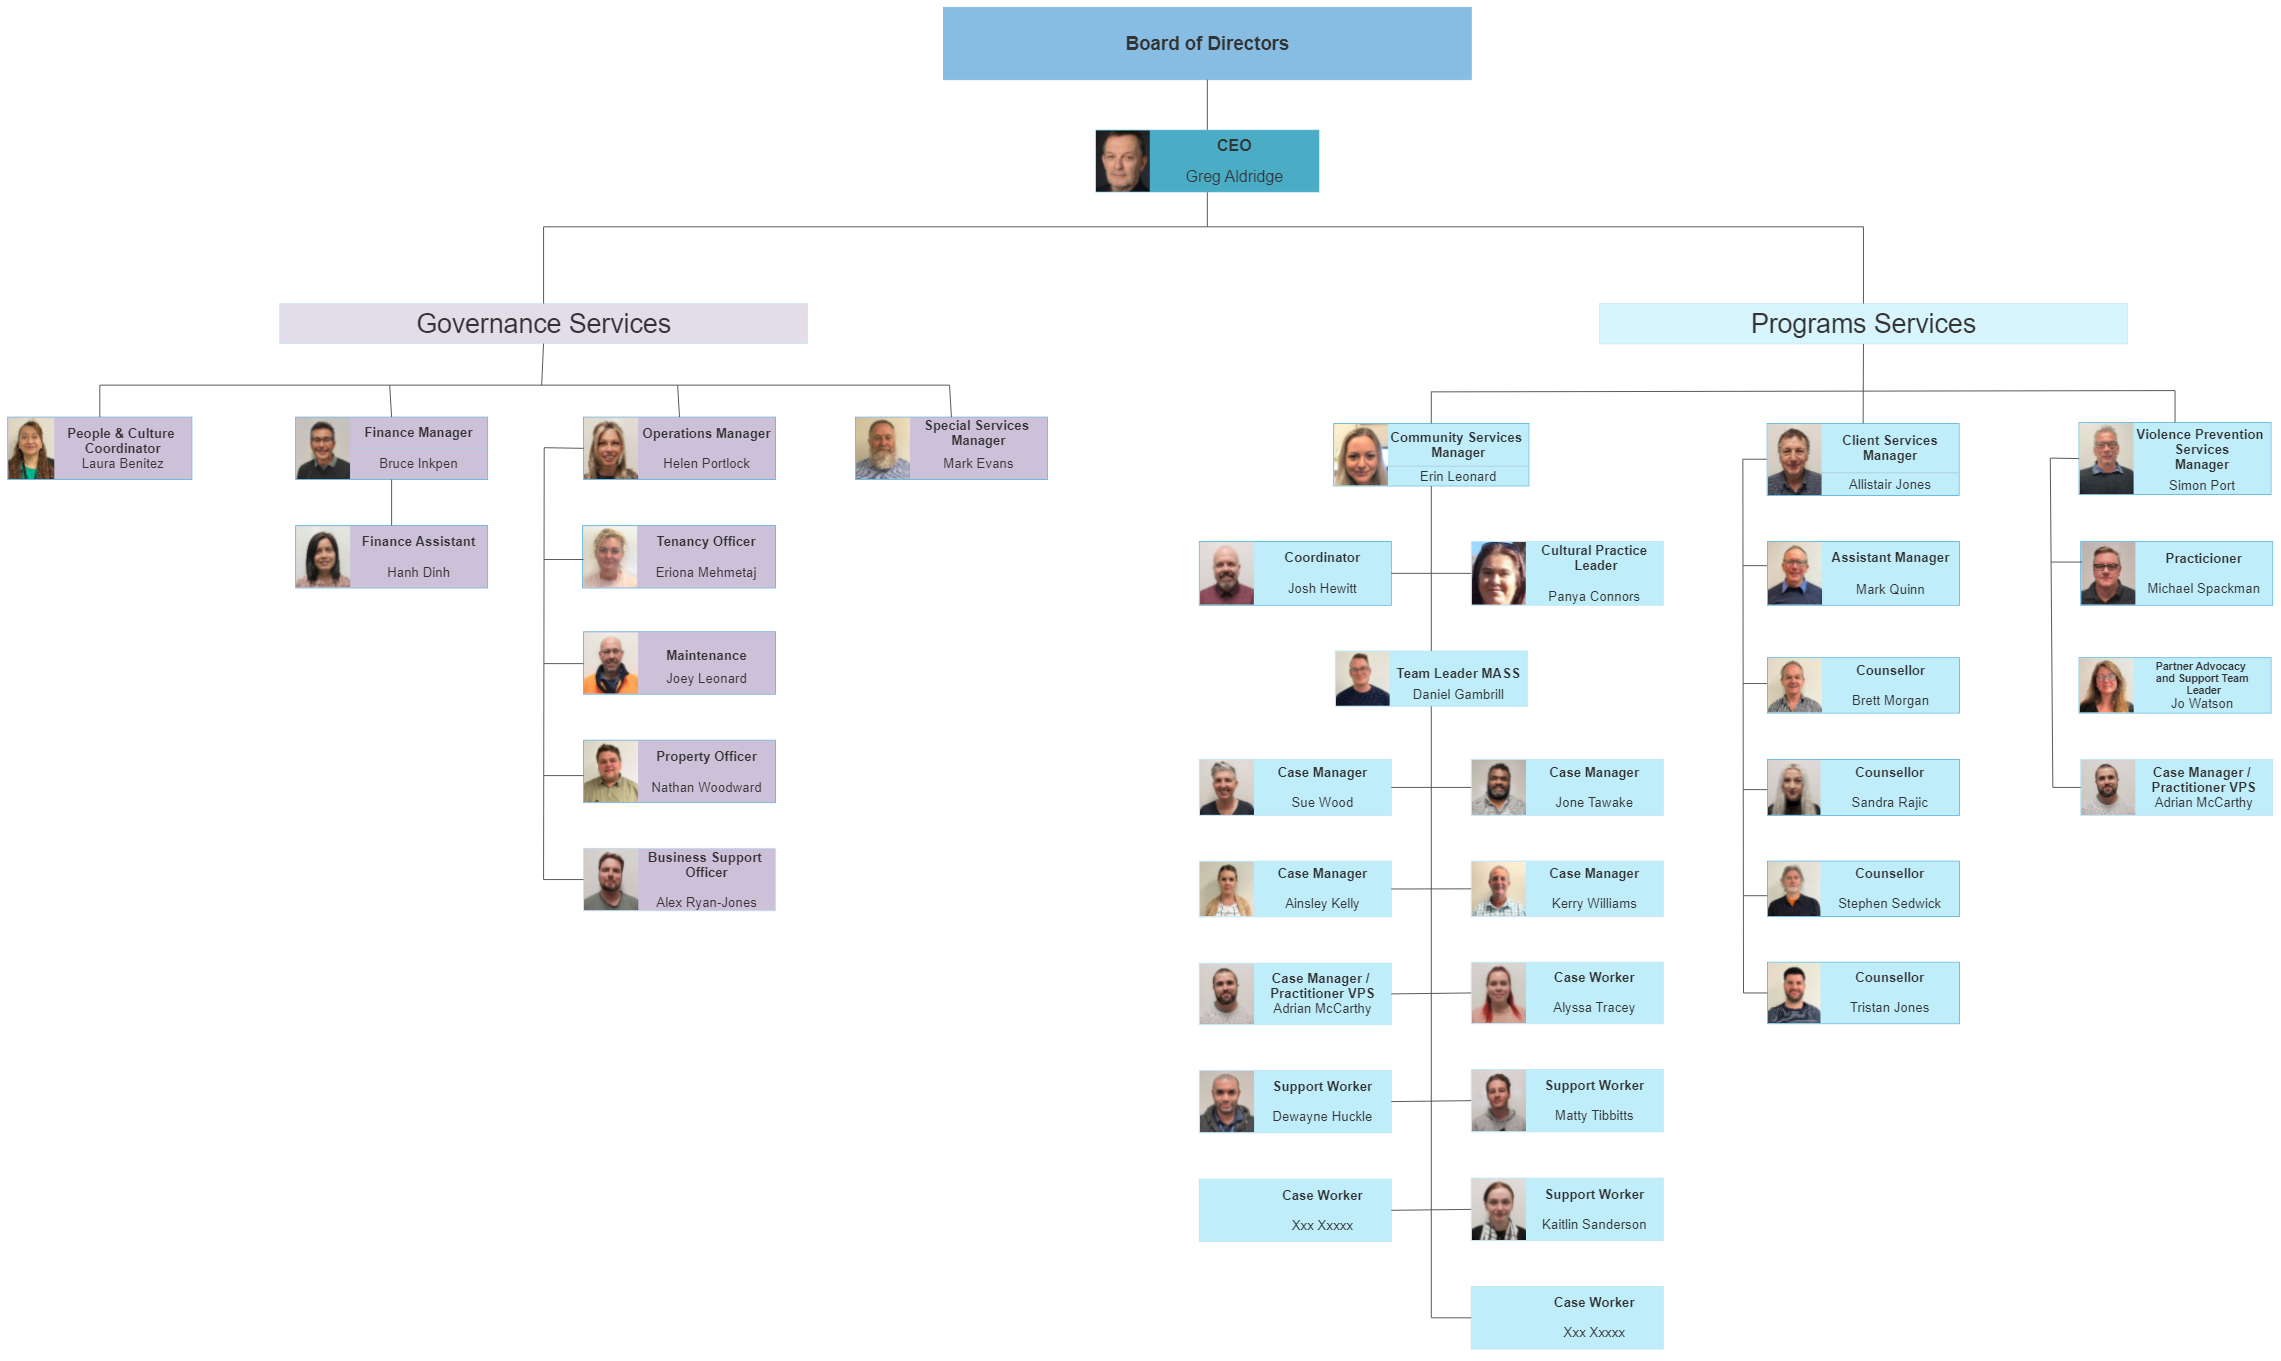 Board of Directors
CEO
Greg Aldridge
Governance Services
Programs Services
People & Culture
Coordinator
Laura Benitez
Finance Manager
Bruce Inkpen
Operations Manager
Helen Portlock
Special Services
Manager
Mark Evans
Community Services
Manager
Erin Leonard
Client Services
Manager
Allistair Jones
Violence Prevention
Services
Manager
Simon Port
Finance Assistant
Hanh Dinh
Tenancy Officer
Eriona Mehmetaj
Coordinator
Josh Hewitt
Cultural Practice
Leader
Panya Connors
Assistant Manager
Mark Quinn
Practicioner
Michael Spackman
Maintenance
Joey Leonard
Team Leader MASS
Daniel Gambrill
Counsellor
Brett Morgan
Partner Advocacy
and Support Team
Leader
Jo Watson
Property Officer
Nathan Woodward
Case Manager
Sue Wood
Case Manager
Jone Tawake
Counsellor
Sandra Rajic
Case Manager /
Practitioner VPS
Adrian McCarthy
Business Support
Officer
Alex Ryan-Jones
Case Manager
Ainsley Kelly
Case Manager
Kerry Williams
Counsellor
Stephen Sedwick
Case Manager /
Practitioner VPS
Adrian McCarthy
Case Worker
Alyssa Tracey
Counsellor
Tristan Jones
Support Worker
Dewayne Huckle
Support Worker
Matty Tibbitts
Case Worker
Xxx Xxxxx
Support Worker
Kaitlin Sanderson
Case Worker
Xxx Xxxxx